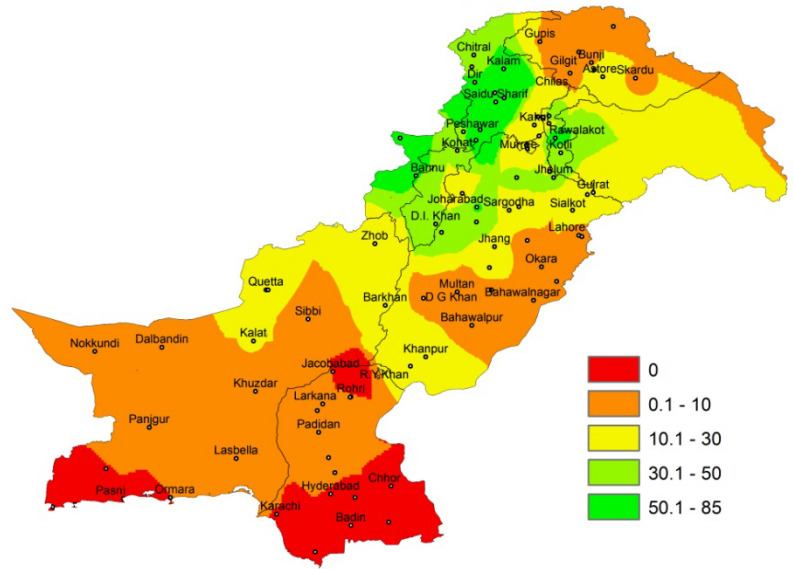 Gupis
Chitral
Bunji
Kalam
Gilgit
Astore
Dir
Skardu
Chilas
Saidu Sharif
Kakul
Peshawar
Rawalakot
Kohat
Murree
Kotli
Bannu
Jhelum
Gujrat
Joharabad
Sargodha
Sialkot
D.I. Khan
Lahore
Zhob
Jhang
Okara
Quetta
Multan
Barkhan
D G Khan
Bahawalnagar
Sibbi
Bahawalpur
Kalat
Nokkundi
Dalbandin
Khanpur
Jacobabad
R Y Khan
0
Khuzdar
Rohri
Larkana
0.1 - 10
Panjgur
Padidan
10.1 - 30
Lasbella
30.1 - 50
Chhor
Pasni
Ormara
Hyderabad
50.1 - 85
Karachi
Badin